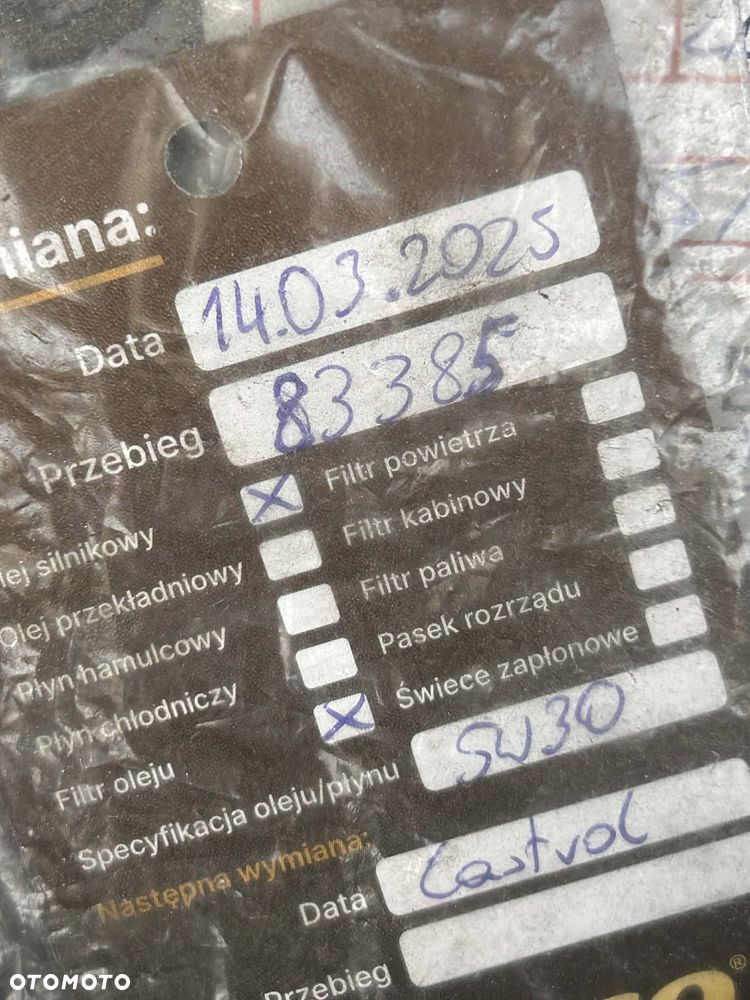 miana:
Data 14.03.2025
Przebieg 83385
lej silnikowy
Filtr powietrza
Olej przekładniowy
Filtr kabinowy
Płyn hamulcowy
Filtr paliwa
Płyn chłodniczy
Pasek rozrządu
Filtr oleju
Świece zapłonowe
Specyfikacja oleju/płynu 5W30
Następna wymiana:
Data Castrol
Przebieg
OTOMOTO